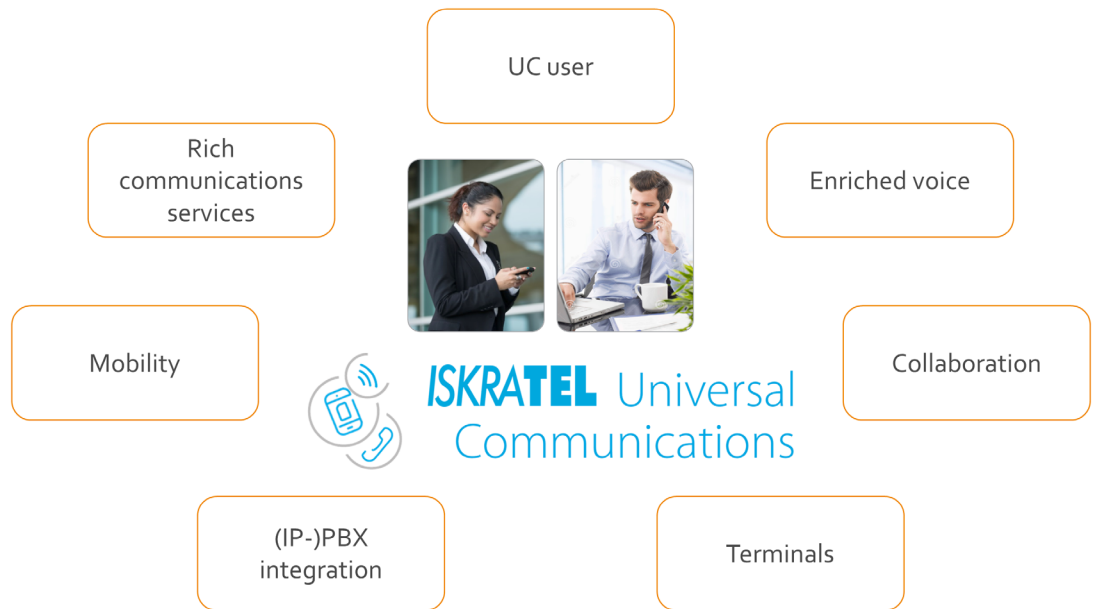 UC user
Rich
communications
services
Enriched voice
Mobility
Collaboration
ISKRATEL Universal
Communications
(IP-)PBX
integration
Terminals